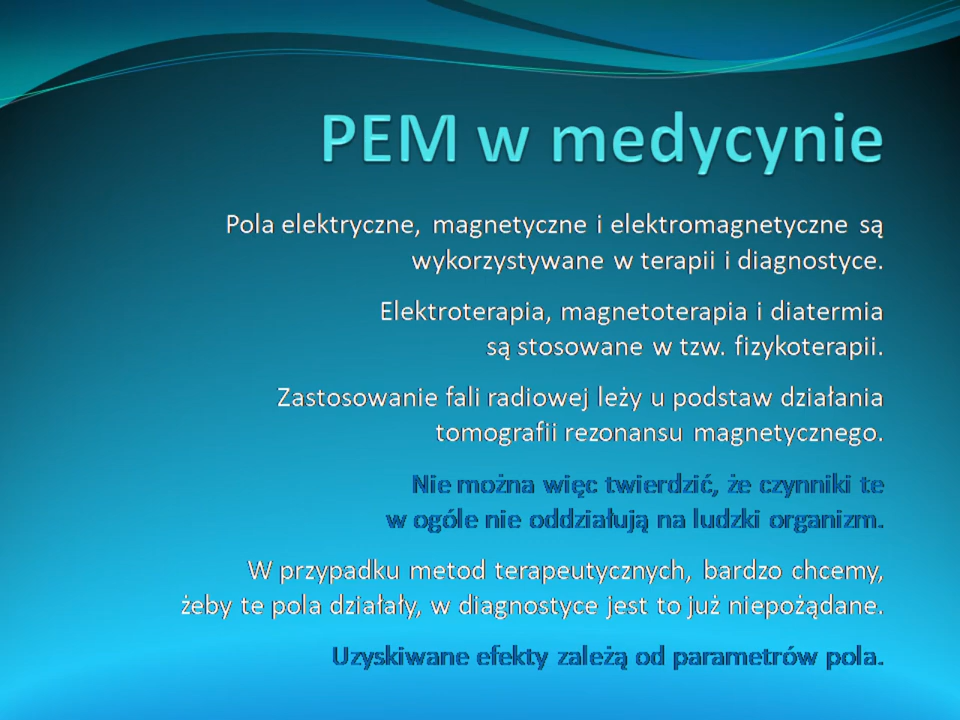 PEM w medycynie
Pola elektryczne, magnetyczne i elektromagnetyczne są
wykorzystywane w terapii i diagnostyce.
Elektroterapia, magnetoterapia i diatermia
są stosowane w tzw. fizykoterapii.
Zastosowanie fali radiowej leży u podstaw działania
tomografii rezonansu magnetycznego.
Nie można więc twierdzić, że czynniki te
w ogóle nie oddziałują na ludzki organizm.
W przypadku metod terapeutycznych, bardzo chcemy,
żeby te pola działały, w diagnostyce jest to już niepożądane.
Uzyskiwane efekty zależą od parametrów pola.